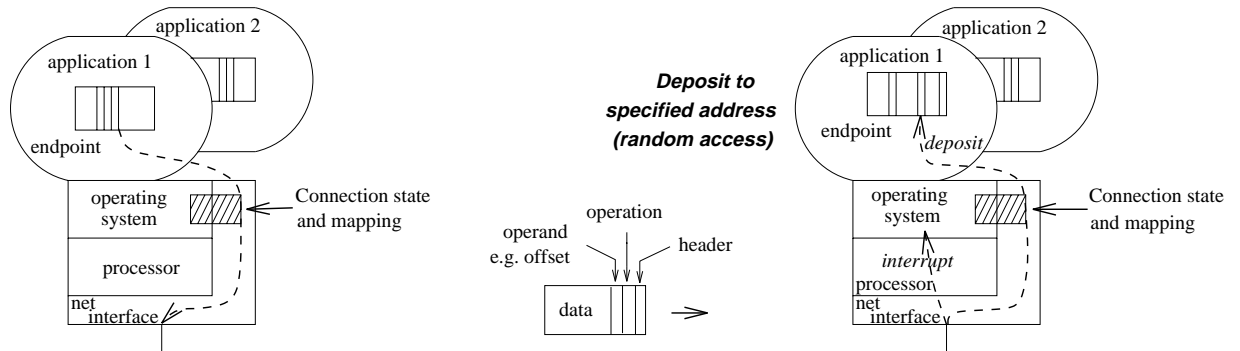 application 2
application 1
endpoint
operating
system
Connection state
and mapping
processor
net
interface
Deposit to
specified address
(random access)
operation
operand
e.g. offset
header
data
application 2
application 1
endpoint
deposit
operating
system
Connection state
and mapping
interrupt
processor
net
interface